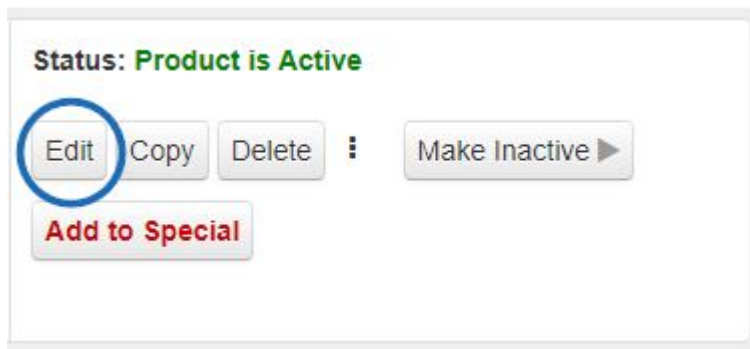 Status: Product is Active
Edit Copy Delete Make Inactive
Add to Special